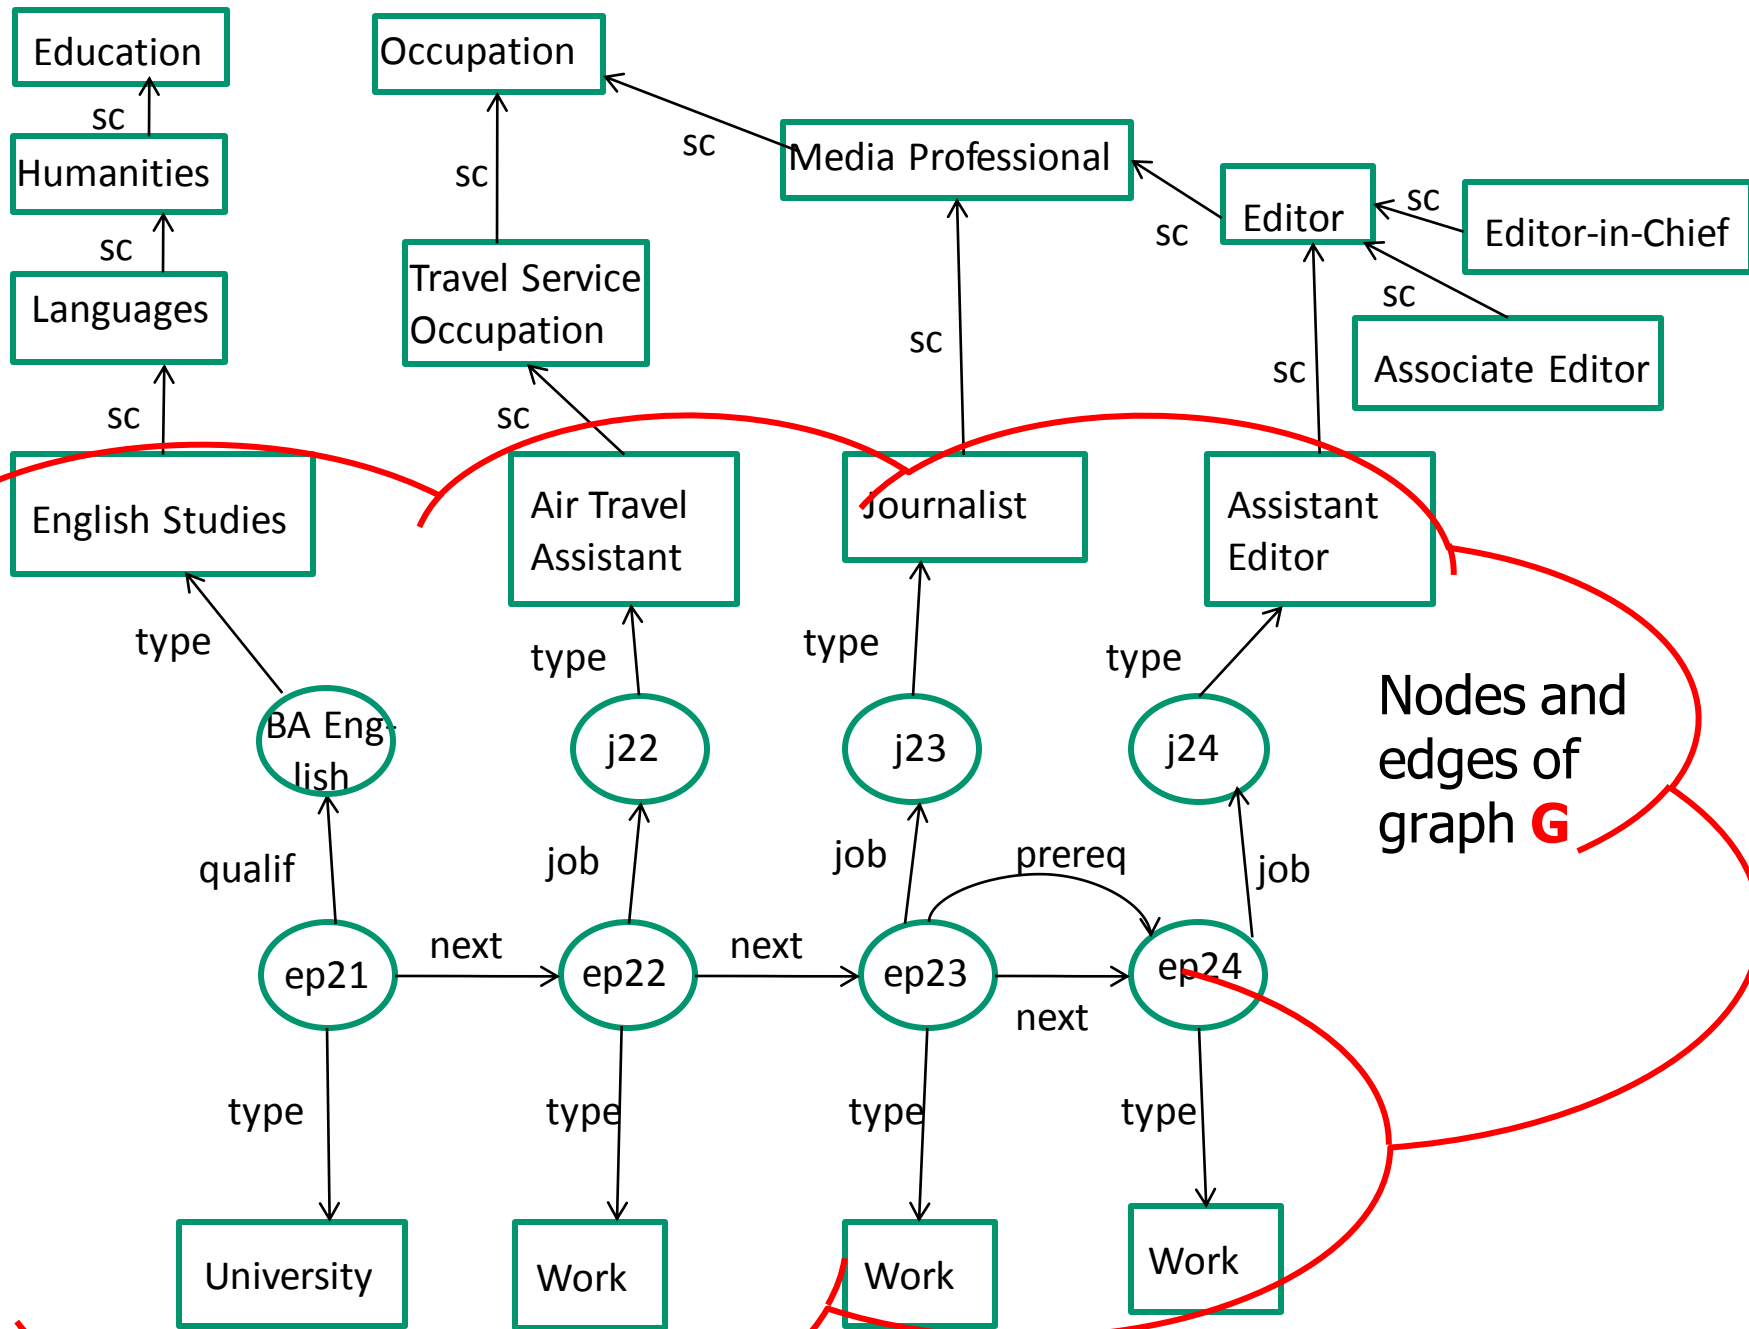 Education
Occupation
sc
sc
Media Professional
Humanities
sc
sc
Editor
Editor-in-Chief
sc
sc
sc
Travel Service
Occupation
Languages
sc
Associate Editor
sc
sc
sc
sc
English Studies
Air Travel
Assistant
Journalist
Assistant
Editor
type
type
type
type
Nodes and
edges of
graph G
BA Eng-
lish
j22
j23
j24
qualif
job
job
prereq
job
next
next
ep21
ep22
ep23
ep24
next
type
type
type
type
University
Work
Work
Work